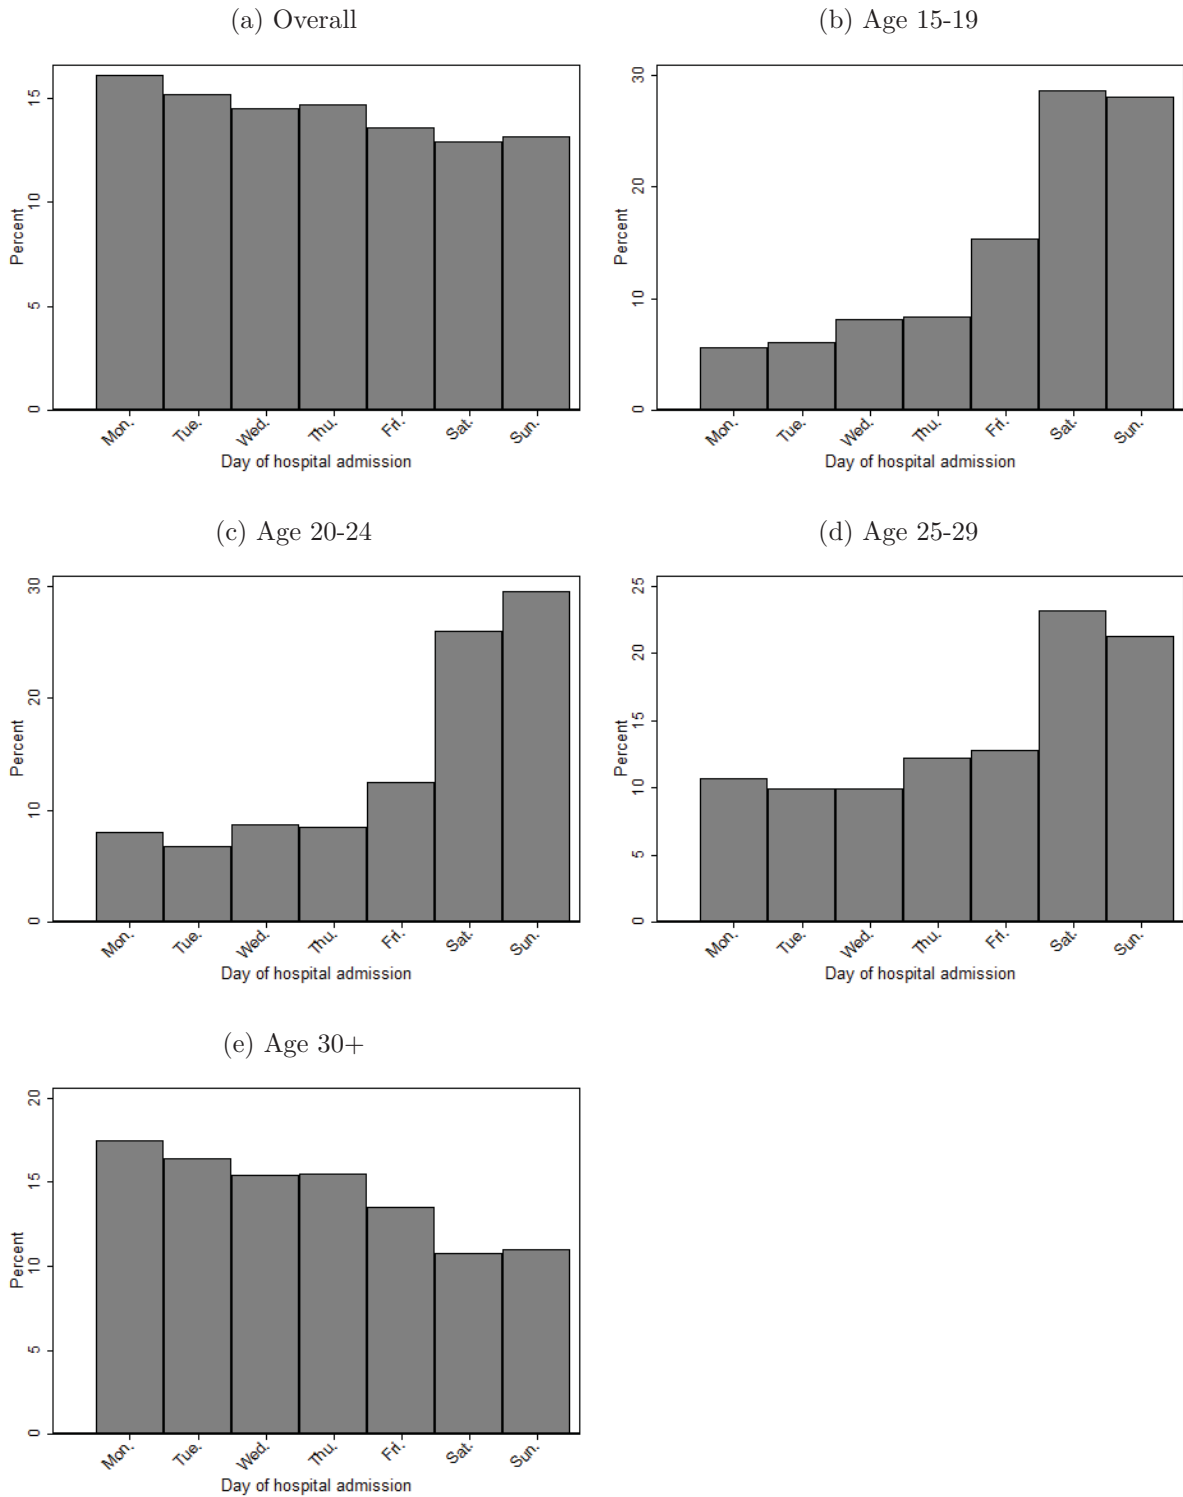 (a) Overall
Percent
15
10
5
0
Mon. Tue. Wed. Thu. Fri. Sat. Sun.
Day of hospital admission
(b) Age 15-19
Percent
30
20
10
0
Mon. Tue. Wed. Thu. Fri. Sat. Sun.
Day of hospital admission
(c) Age 20-24
Percent
30
20
10
0
Mon. Tue. Wed. Thu. Fri. Sat. Sun.
Day of hospital admission
(d) Age 25-29
Percent
25
20
15
10
5
0
Mon. Tue. Wed. Thu. Fri. Sat. Sun.
Day of hospital admission
(e) Age 30+
Percent
20
15
10
5
0
Mon. Tue. Wed. Thu. Fri. Sat. Sun.
Day of hospital admission